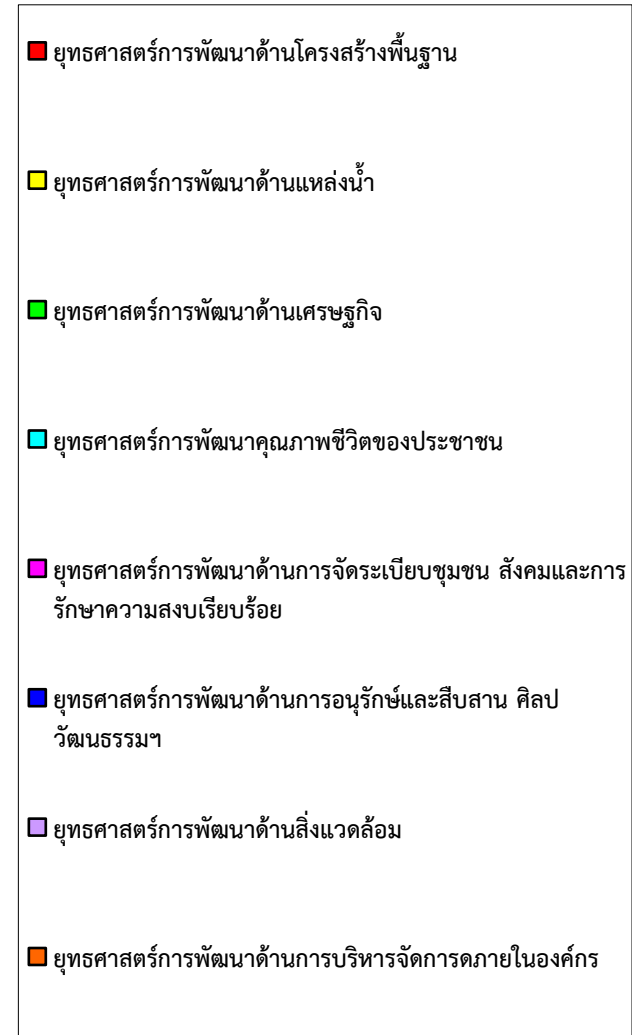 ยุทธศาสตร์การพัฒนาด้านโครงสร้างพื้นฐาน
ยุทธศาสตร์การพัฒนาด้านแหล่งน้ำ
ยุทธศาสตร์การพัฒนาด้านเศรษฐกิจ
ยุทธศาสตร์การพัฒนาคุณภาพชีวิตของประชาชน
ยุทธศาสตร์การพัฒนาด้านการจัดระเบียบชุมชน สังคมและการ
รักษาความสงบเรียบร้อย
ยุทธศาสตร์การพัฒนาด้านการอนุรักษ์และสืบสาน ศิลป
วัฒนธรรมฯ
ยุทธศาสตร์การพัฒนาด้านสิ่งแวดล้อม
ยุทธศาสตร์การพัฒนาด้านการบริหารจัดการดภายในองค์กร